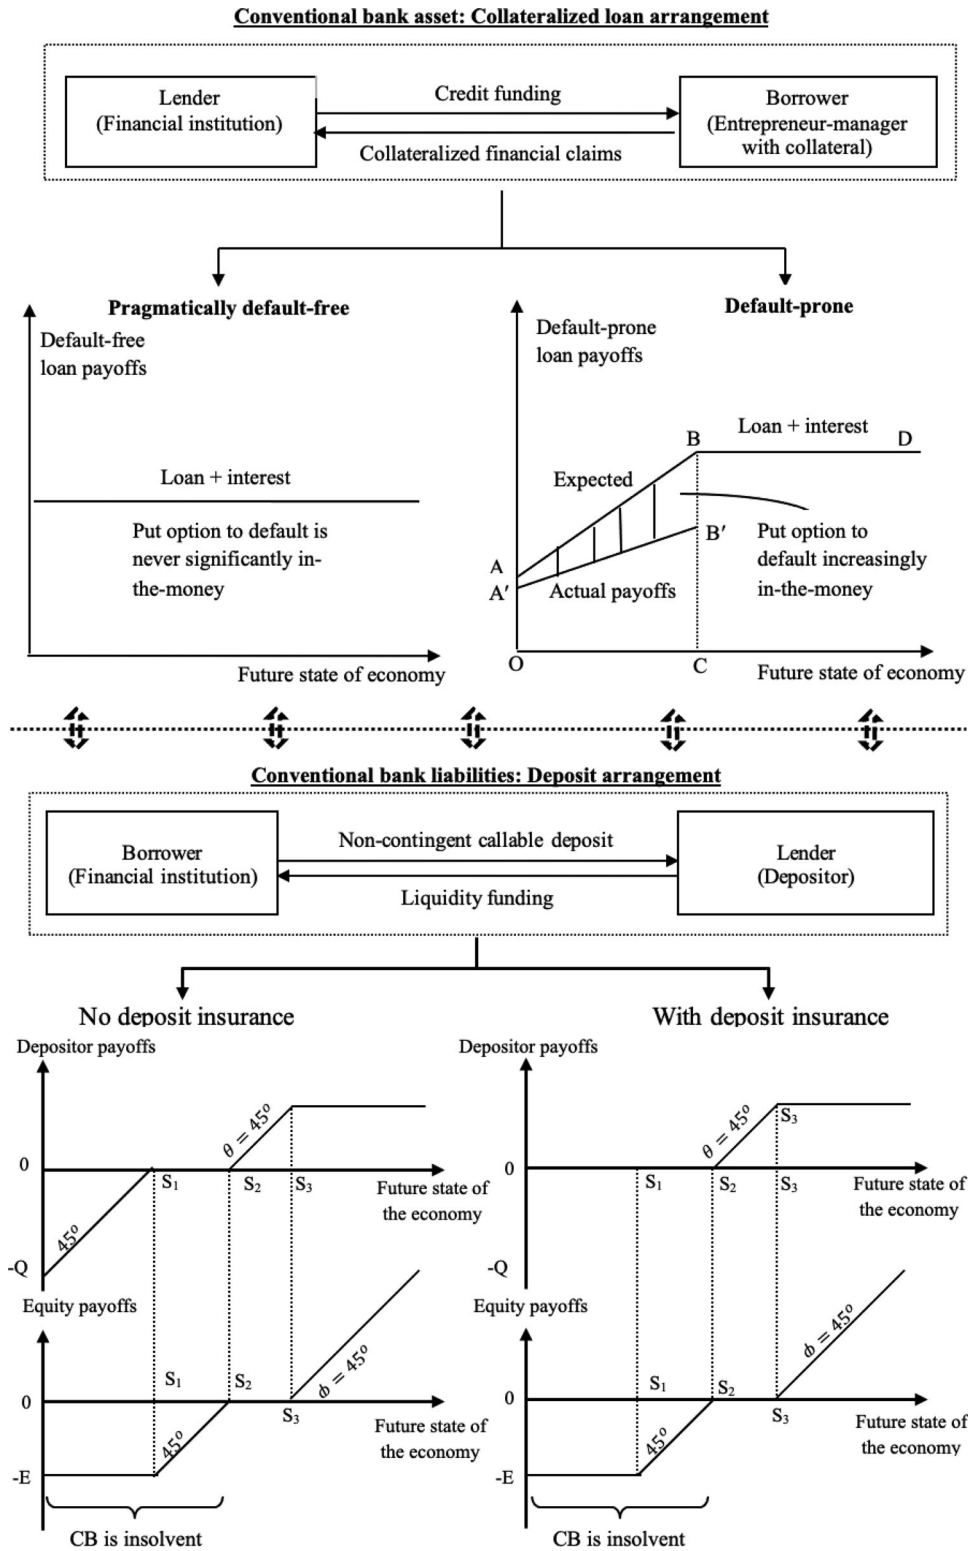 Conventional bank asset: Collateralized loan arrangement
Lender
(Financial institution)
Credit funding
Collateralized financial claims
Borrower
(Entrepreneur-manager
with collateral)
Pragmatically default-free
Default-free
loan payoffs
Loan + interest
Put option to default is
never significantly in-
the-money
Future state of economy
Default-prone
Default-prone
loan payoffs
B
Loan + interest
D
Expected
A
A′
B′
Actual payoffs
Put option to
default increasingly
in-the-money
O
C
Future state of economy
Conventional bank liabilities: Deposit arrangement
Borrower
(Financial institution)
Non-contingent callable deposit
Liquidity funding
Lender
(Depositor)
No deposit insurance
Depositor payoffs
θ = 45°
0
S₁
S₂
S₃
Future state of
the economy
45°
-Q
Equity payoffs
S₁
S₂
ϕ = 45°
0
S₃
Future state of
the economy
45°
-E
CB is insolvent
With deposit insurance
Depositor payoffs
θ = 45°
S₃
0
S₁
S₂
S₃
Future state of
the economy
-Q
Equity payoffs
ϕ = 45°
S₁
S₂
0
S₃
Future state of
the economy
45°
-E
CB is insolvent